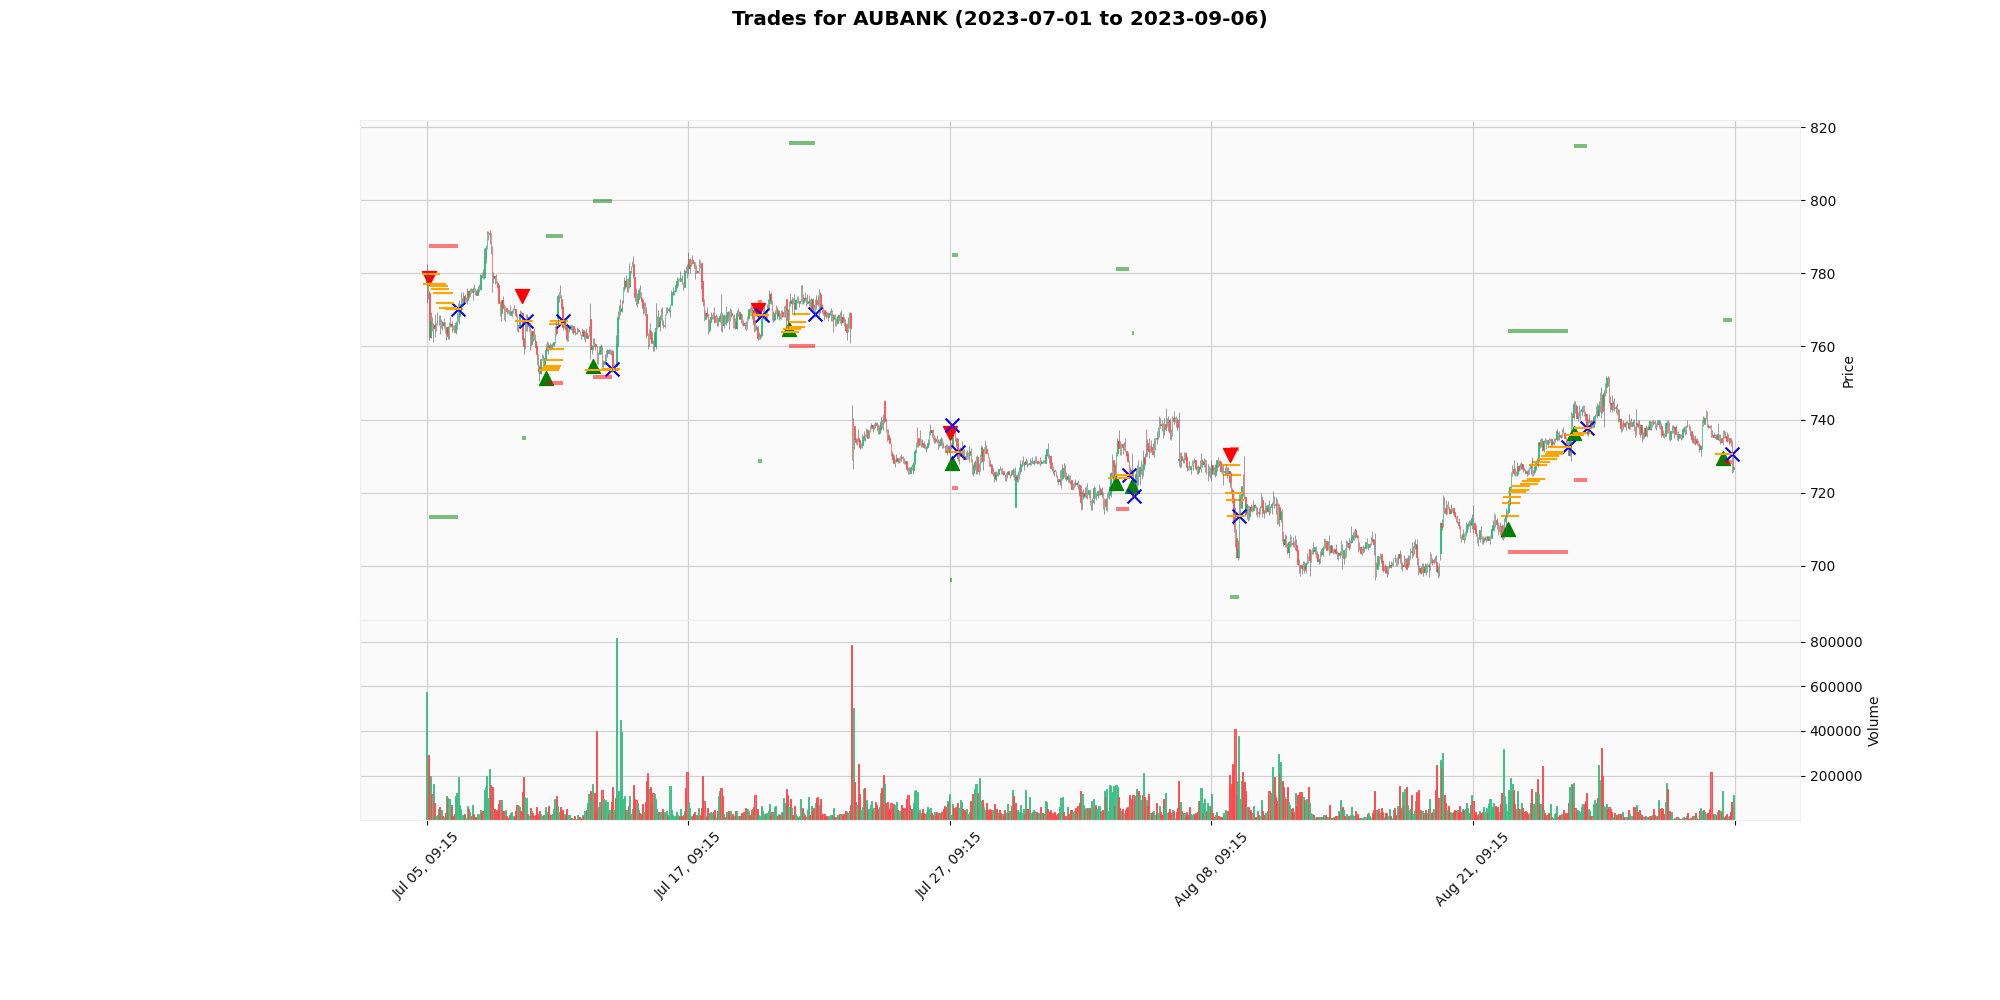 Trades for AUBANK (2023-07-01 to 2023-09-06)
820
800
780
760
740
720
700
Price
800000
600000
400000
200000
Volume
Jul 05, 09:15
Jul 17, 09:15
Jul 27, 09:15
Aug 08, 09:15
Aug 21, 09:15